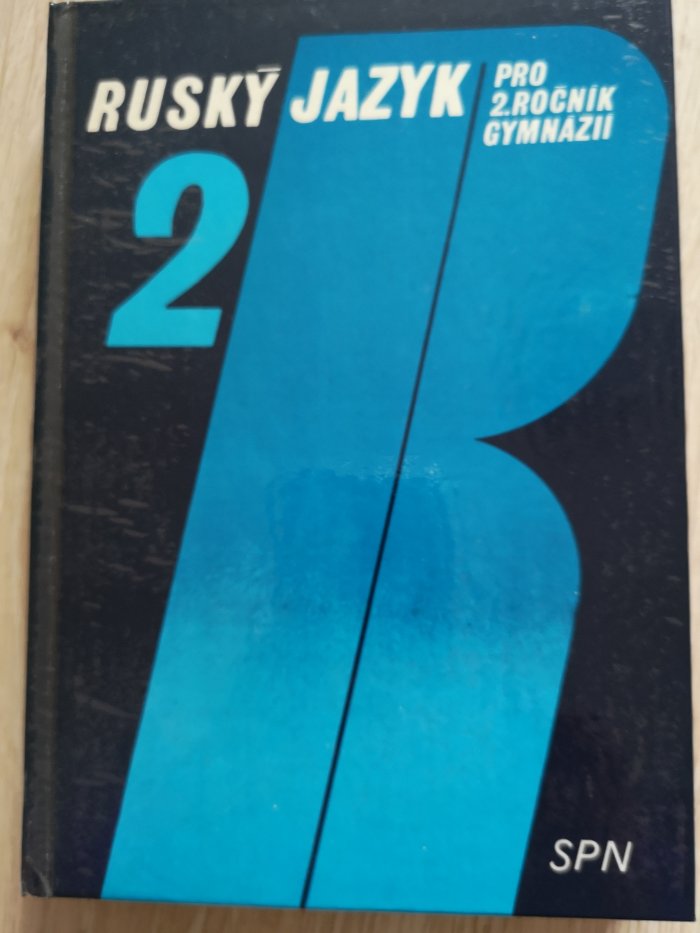 RUSKÝ JAZYK
PRO
2. ROČNÍK
GYMNÁZIÍ
2
R
SPN